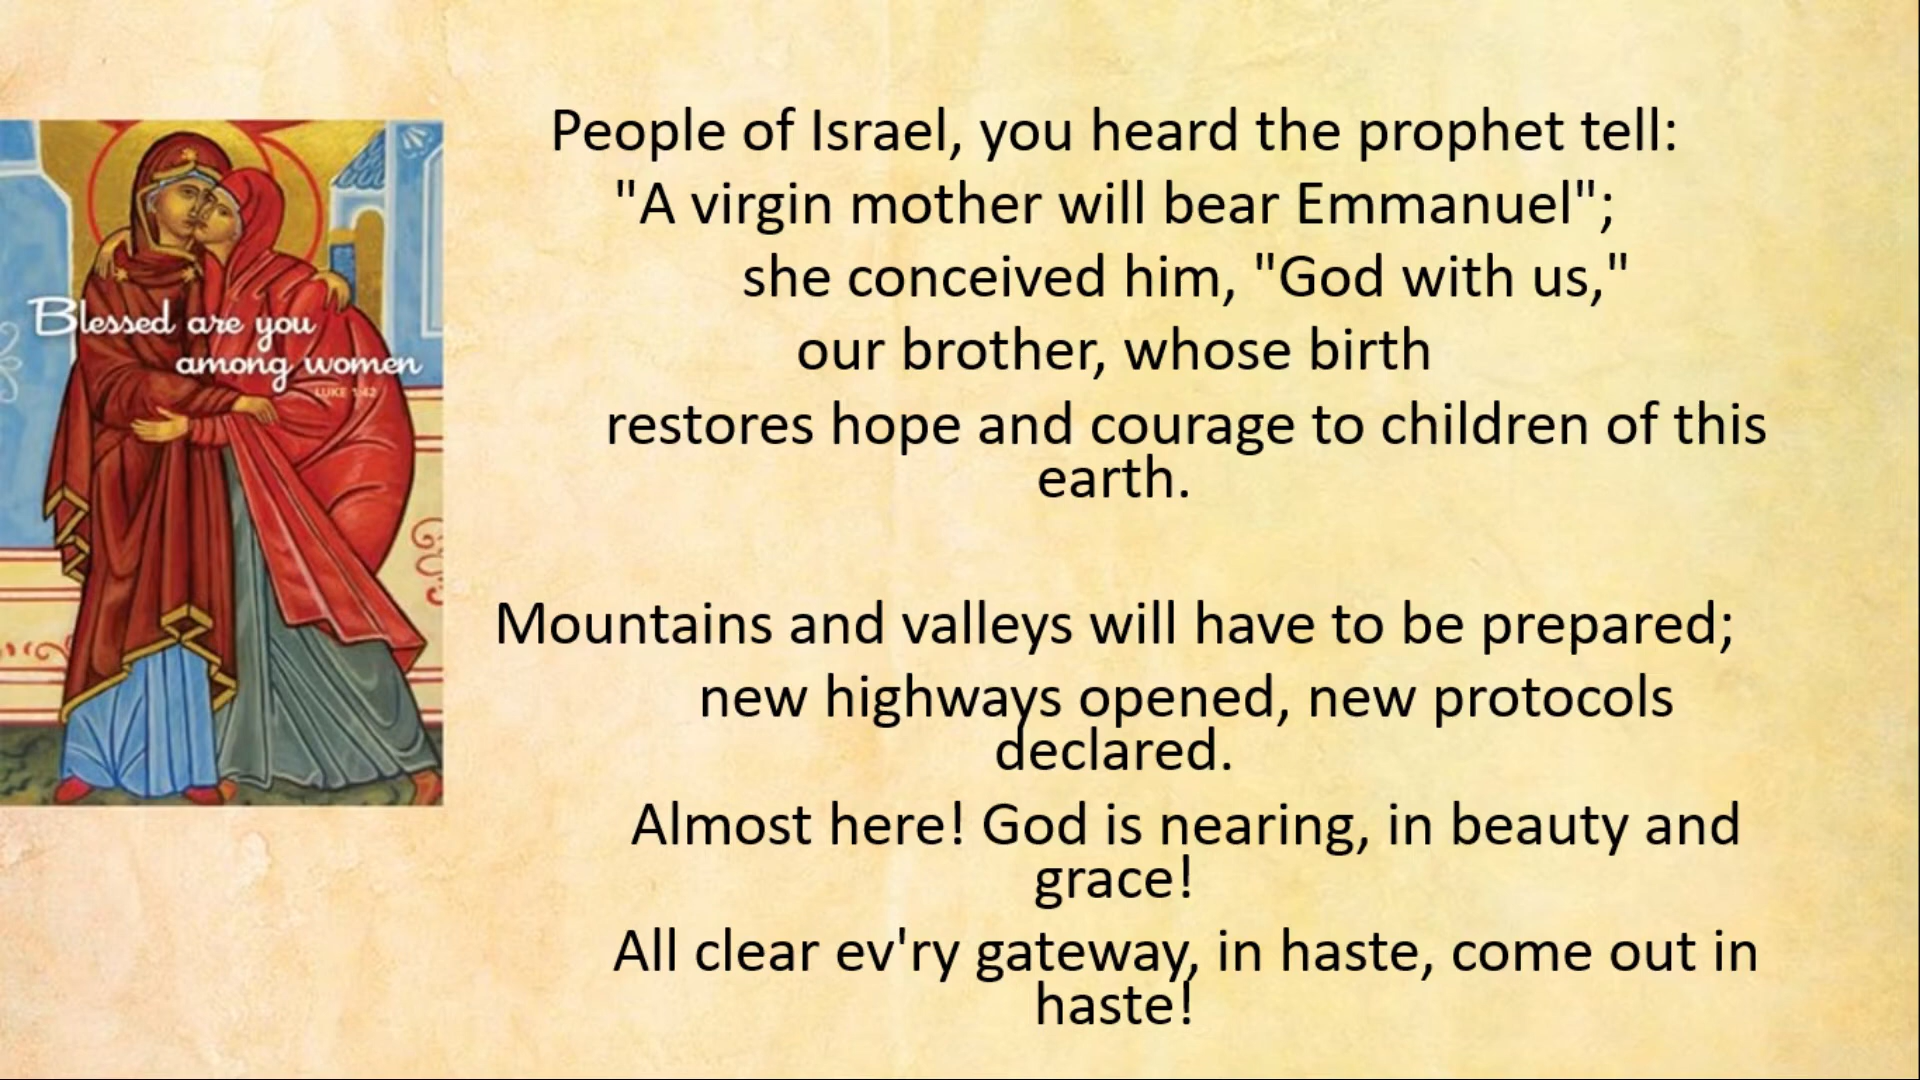 Blessed are you
among women
LUKE 1:42
People of Israel, you heard the prophet tell:
"A virgin mother will bear Emmanuel";
she conceived him, "God with us,"
our brother, whose birth
restores hope and courage to children of this
earth.
Mountains and valleys will have to be prepared;
new highways opened, new protocols
declared.
Almost here! God is nearing, in beauty and
grace!
All clear ev'ry gateway, in haste, come out in
haste!